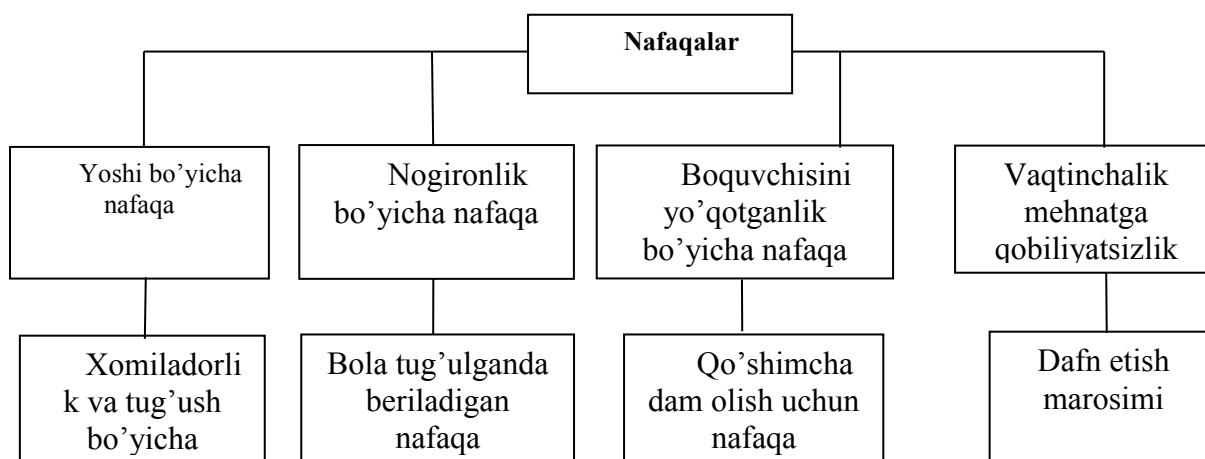 Nafaqalar
Yoshi bo’yicha
nafaqa
Nogironlik
bo’yicha nafaqa
Boquvchisini
yo’qotganlik
bo’yicha nafaqa
Vaqtinchalik
mehnatga
qobiliyatsizlik
Xomiladorli
k va tug’ush
bo’yicha
Bola tug’ulganda
beriladigan
nafaqa
Qo’shimcha
dam olish uchun
nafaqa
Dafn etish
marosimi